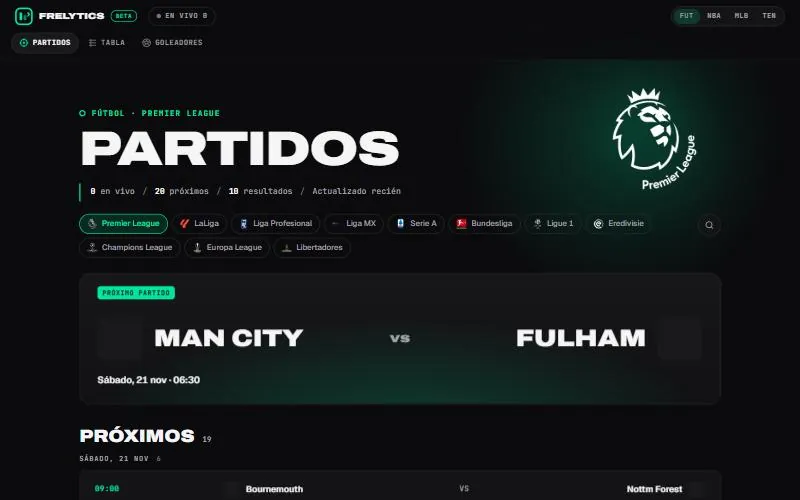 FRELYTICS BETA EN VIVO 0 FUT NBA MLB TEN
PARTIDOS TABLA GOLEADORES
FÚTBOL · PREMIER LEAGUE
PARTIDOS
Premier League
0 en vivo / 20 próximos / 10 resultados / Actualizado recién
Premier League LaLiga Liga Profesional Liga MX Serie A Bundesliga Ligue 1 Eredivisie
Champions League Europa League Libertadores
PRÓXIMO PARTIDO
MAN CITY VS FULHAM
Sábado, 21 nov · 06:30
PRÓXIMOS 19
SÁBADO, 21 NOV 6
09:00 Bournemouth VS Nottm Forest